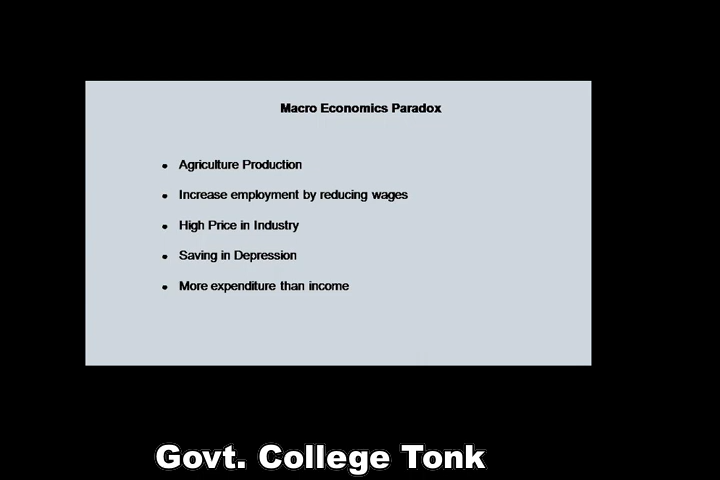 Macro Economics Paradox
• Agriculture Production
• Increase employment by reducing wages
• High Price in Industry
• Saving in Depression
• More expenditure than income
Govt. College Tonk